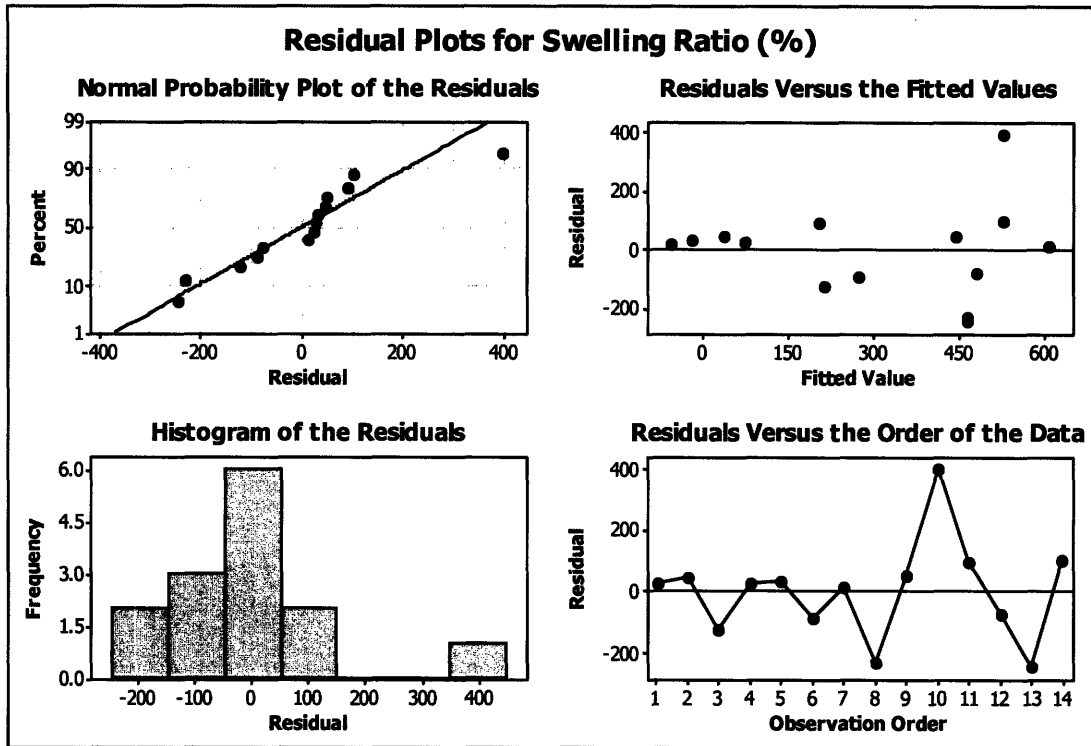 Residual Plots for Swelling Ratio (%)
Normal Probability Plot of the Residuals
99
90
50
10
1
Percent
-400 -200 0 200 400
Residual
Residuals Versus the Fitted Values
400
200
0
-200
Residual
0 150 300 450 600
Fitted Value
Histogram of the Residuals
6.0
4.5
3.0
1.5
0.0
Frequency
-200 -100 0 100 200 300 400
Residual
Residuals Versus the Order of the Data
400
200
0
-200
Residual
1 2 3 4 5 6 7 8 9 10 11 12 13 14
Observation Order